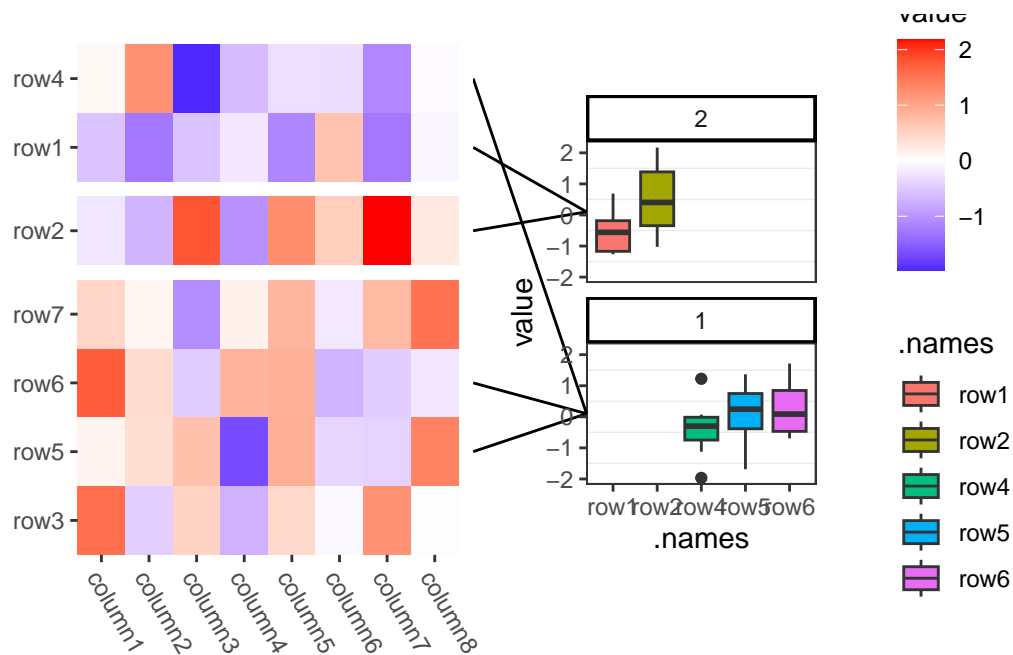 row4
row1
row2
row7
row6
row5
row3
column1
column2
column3
column4
column5
column6
column7
column8
value
2
2
1
0
−1
−2
1
2
1
0
−1
−2
row1
row2
row4
row5
row6
.names
value
2
1
0
−1
.names
row1
row2
row4
row5
row6